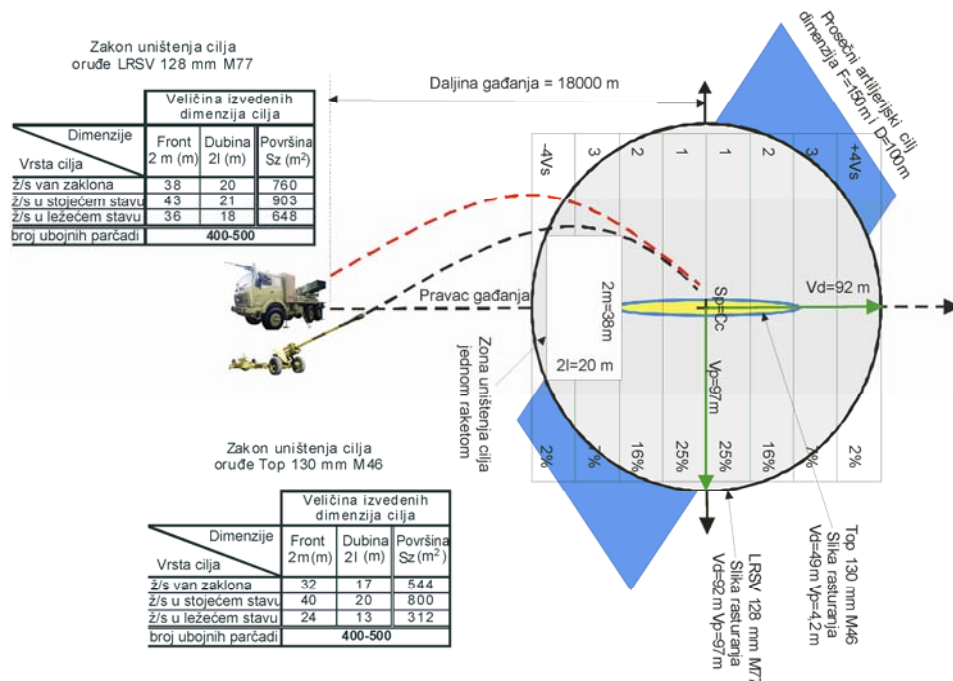 Zakon uništenja cilja
oruđe LRSV 128 mm M77
Veličina izvedenih
dimenzija cilja
Dimenzije
Vrsta cilja
Front
2 m (m)
Dubina
2l (m)
Površina
Sz (m²)
ž/s van zaklona 38 20 760
ž/s u stojećem stavu 43 21 903
ž/s u ležećem stavu 36 18 648
broj ubojnih parčadi 400-500
Daljina gađanja = 18000 m
Prosečni artiljerijski cilj
dimenzija F=150m i D=100m
-4Vs 3 2 1 1 2 3 +4Vs
Pravac gađanja
2m=38m
2l=20 m
Sp=Cc
Vd=92 m
Vp=97m
Zona uništenja cilja
jednom raketom
2% 7% 16% 25% 25% 16% 7% 2%
Top 130 mm M46
Slika rasturanja
Vd=49m Vp=4,2m
LRSV 128 mm M77
Slika rasturanja
Vd=92m Vp=97m
Zakon uništenja cilja
oruđe Top 130 mm M46
Veličina izvedenih
dimenzija cilja
Dimenzije
Vrsta cilja
Front
2m(m)
Dubina
2l (m)
Površina
Sz(m²)
ž/s van zaklona 32 17 544
ž/s u stojećem stavu 40 20 800
ž/s u ležećem stavu 24 13 312
broj ubojnih parčadi 400-500